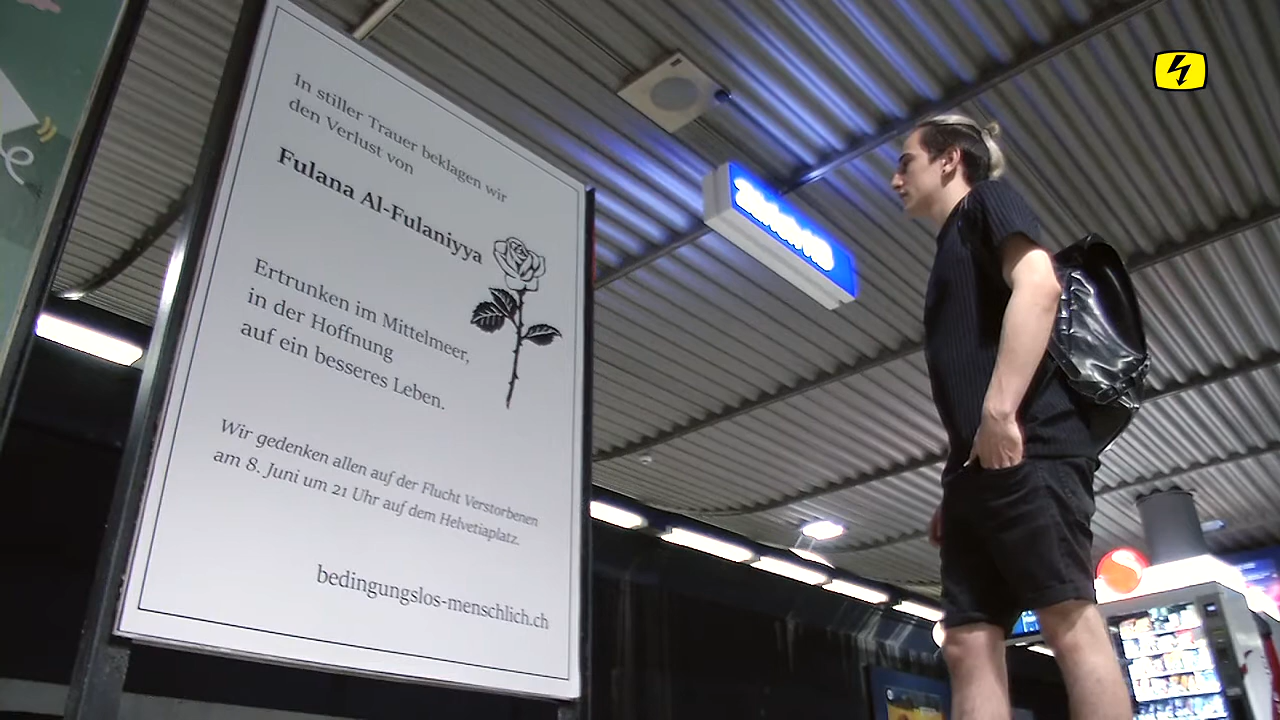 In stiller Trauer beklagen wir
den Verlust von
Fulana Al-Fulaniyya
Ertrunken im Mittelmeer,
in der Hoffnung
auf ein besseres Leben.
Wir gedenken allen auf der Flucht Verstorbenen
am 8. Juni um 21 Uhr auf dem Helvetiaplatz.
bedingungslos-menschlich.ch